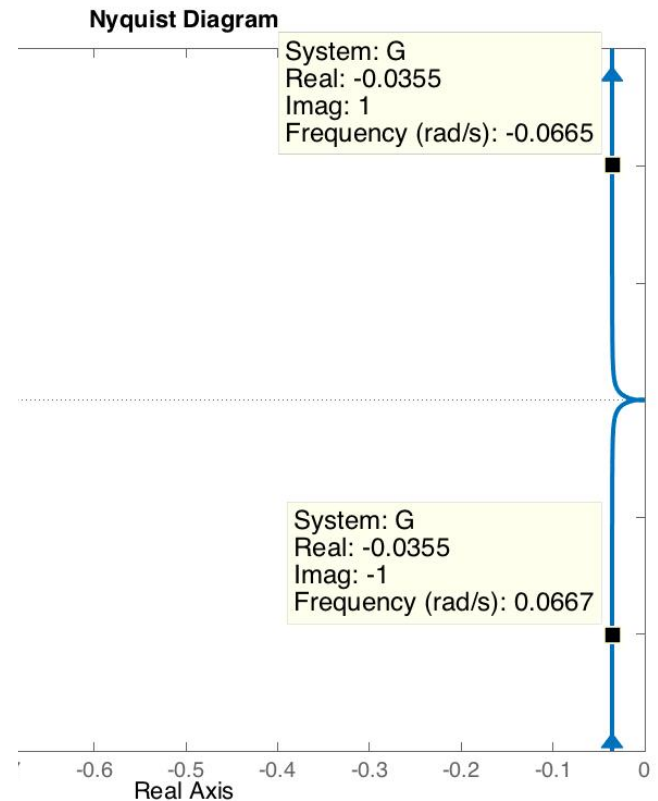 Nyquist Diagram
System: G
Real: -0.0355
Imag: 1
Frequency (rad/s): -0.0665
System: G
Real: -0.0355
Imag: -1
Frequency (rad/s): 0.0667
-0.6 -0.5 -0.4 -0.3 -0.2 -0.1 0
Real Axis